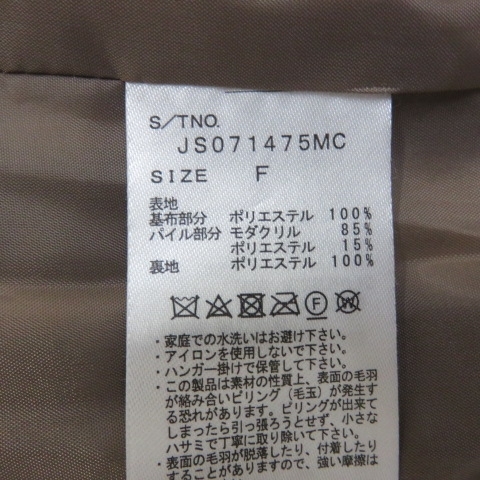 S/TNO.
JS071475MC
SIZE F
表地
基布部分 ポリエステル 100%
パイル部分 モダクリル 85%
ポリエステル 15%
裏地 ポリエステル 100%
F W
・家庭での水洗いはお避け下さい。
・アイロンを使用しないで下さい。
・ハンガー掛けで保管して下さい。
・この製品は素材の性質上、表面の毛羽
が絡み合いピリング(毛玉)が発生す
る恐れがあります。ピリングが出来て
しまったら引っ張ろうとせず、小さな
ハサミで丁寧に取り除いて下さい。
・表面の毛羽が脱落したり、付着したり
することがありますので、強い摩擦は